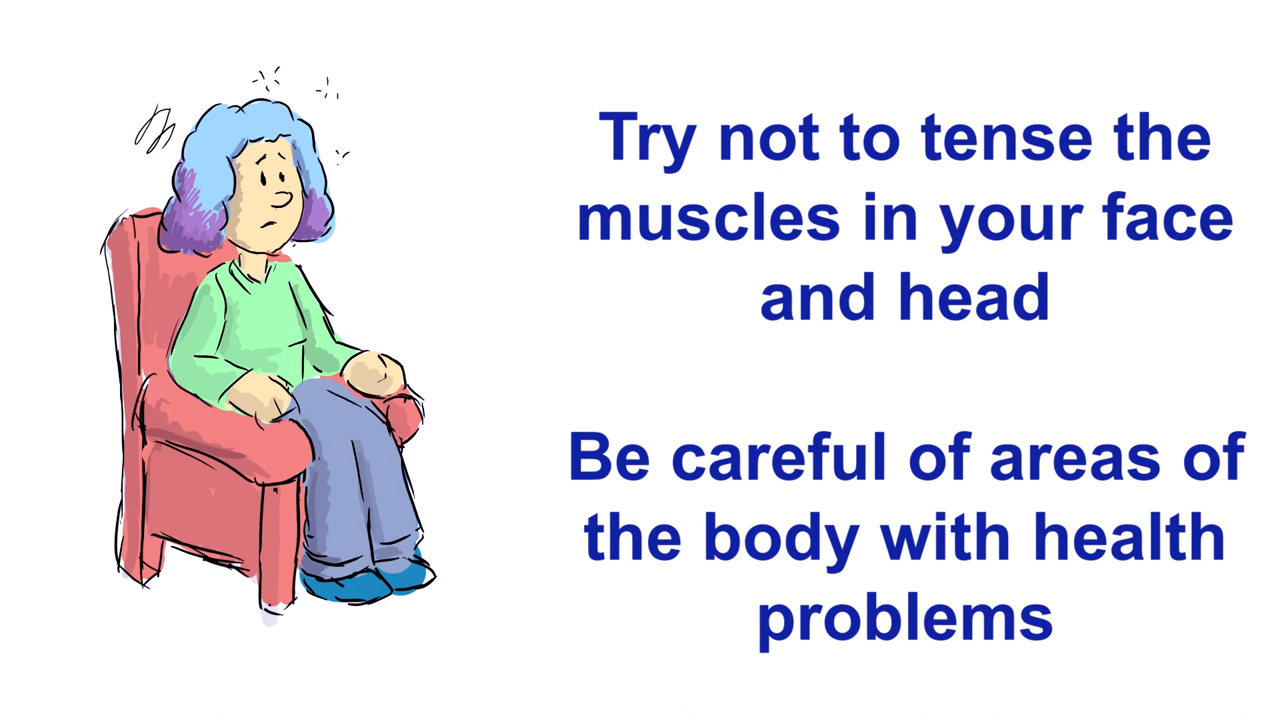 Try not to tense the
muscles in your face
and head
Be careful of areas of
the body with health
problems